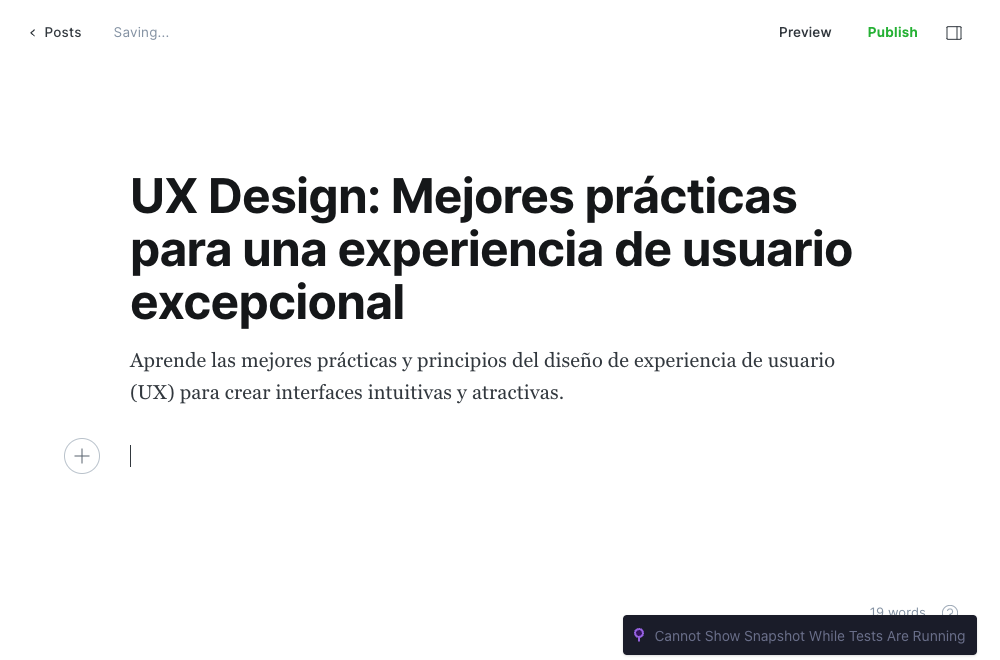 Posts
Saving...
Preview
Publish
UX Design: Mejores prácticas
para una experiencia de usuario
excepcional
Aprende las mejores prácticas y principios del diseño de experiencia de usuario
(UX) para crear interfaces intuitivas y atractivas.
19 words
Cannot Show Snapshot While Tests Are Running